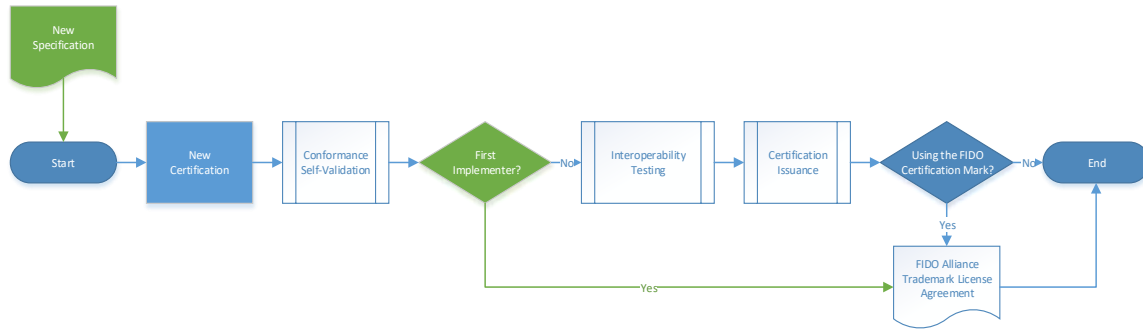 New
Specification
Start
New
Certification
Conformance
Self-Validation
First
Implementer?
No
Interoperability
Testing
Certification
Issuance
Using the FIDO
Certification Mark?
No
End
Yes
FIDO Alliance
Trademark License
Agreement
Yes